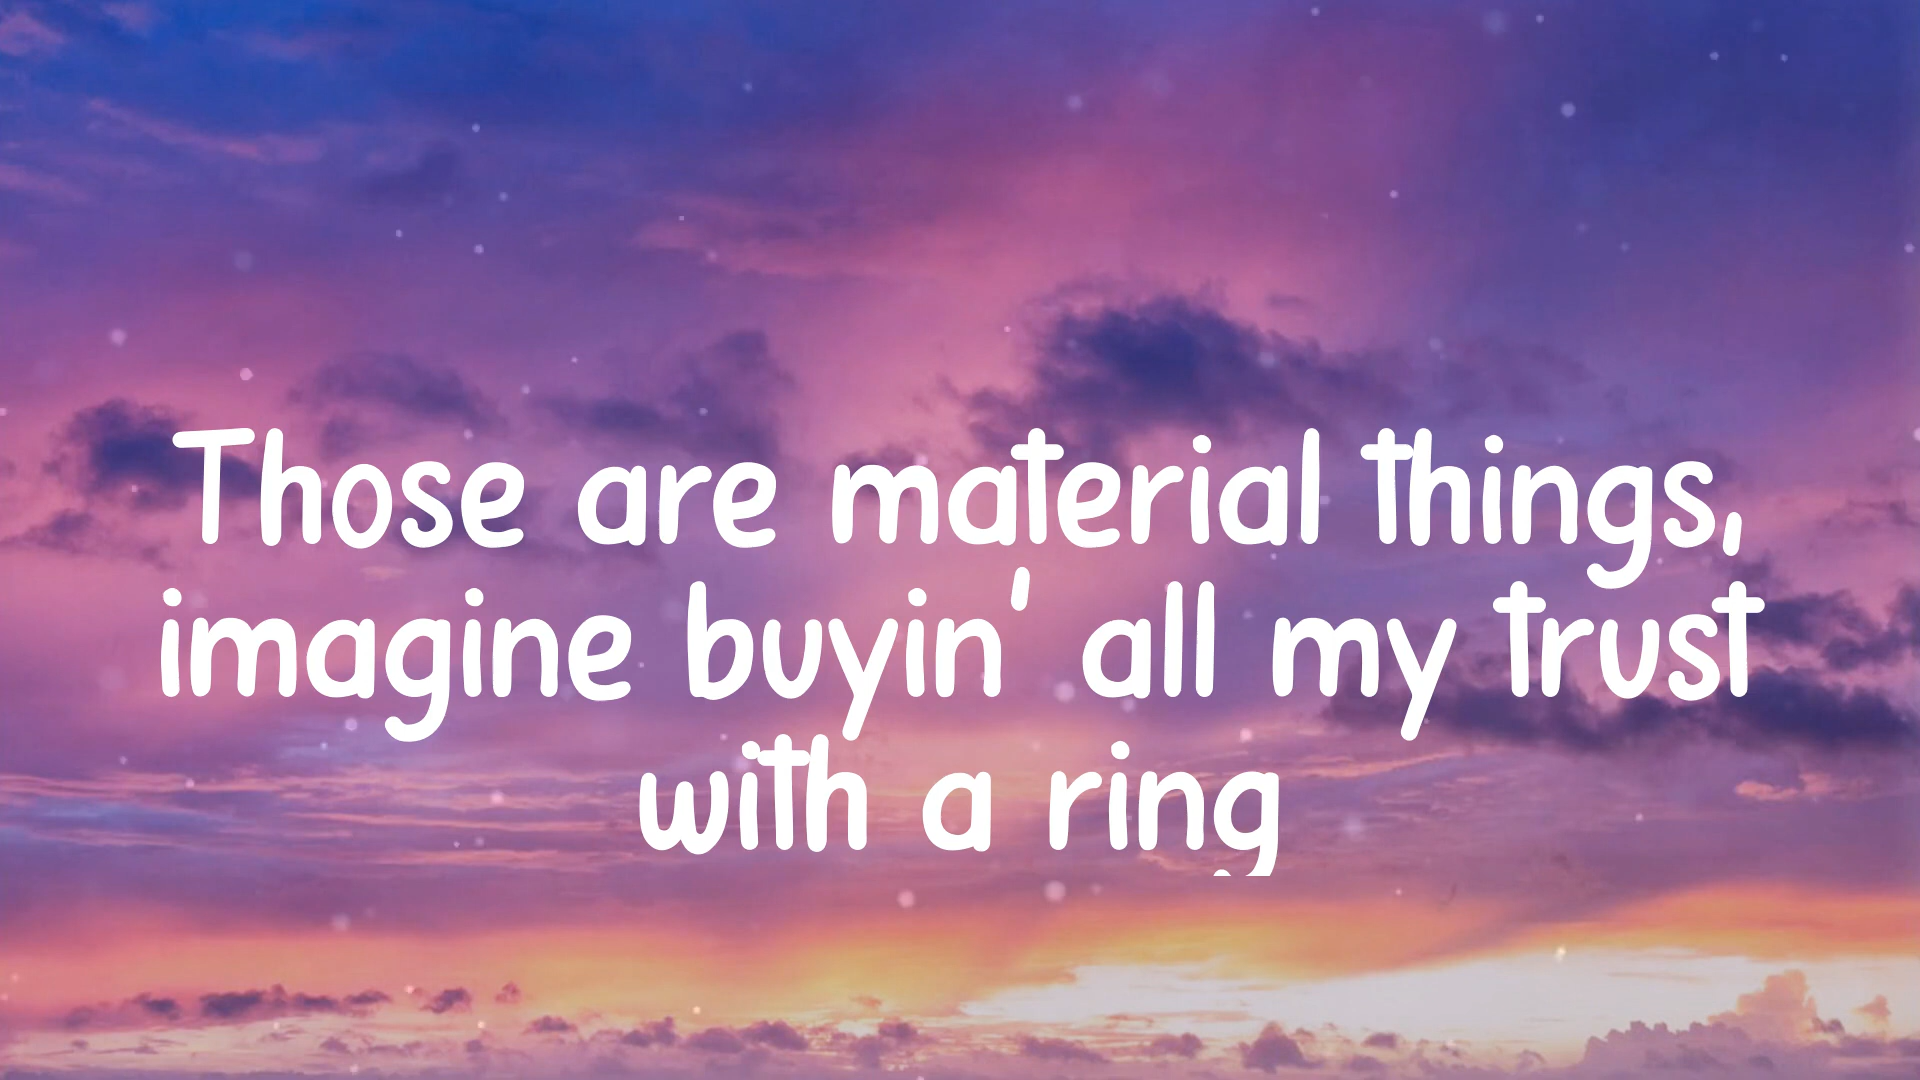 Those are material things,
imagine buyin' all my trust
with a ring